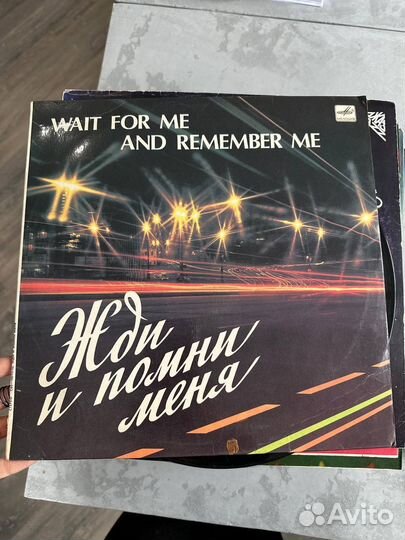 WAIT FOR ME
AND REMEMBER ME
Жди
и помни
меня
Avito